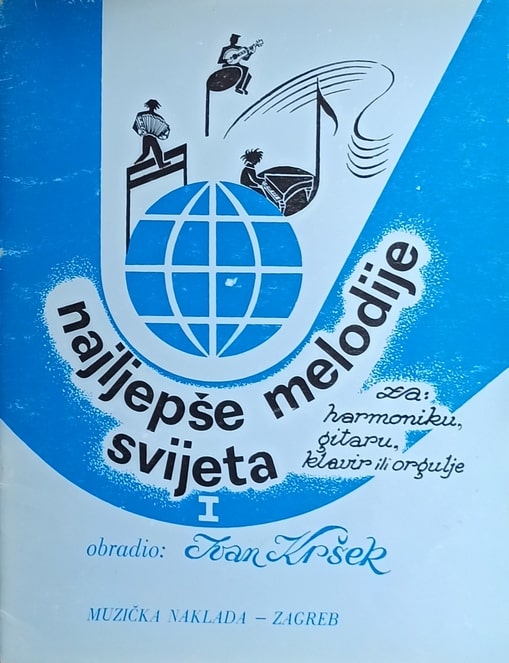 najljepše melodije
svijeta
I
za:
harmoniku,
gitaru,
klavir ili orgulje
obradio: Ivan Kršek
MUZIČKA NAKLADA – ZAGREB